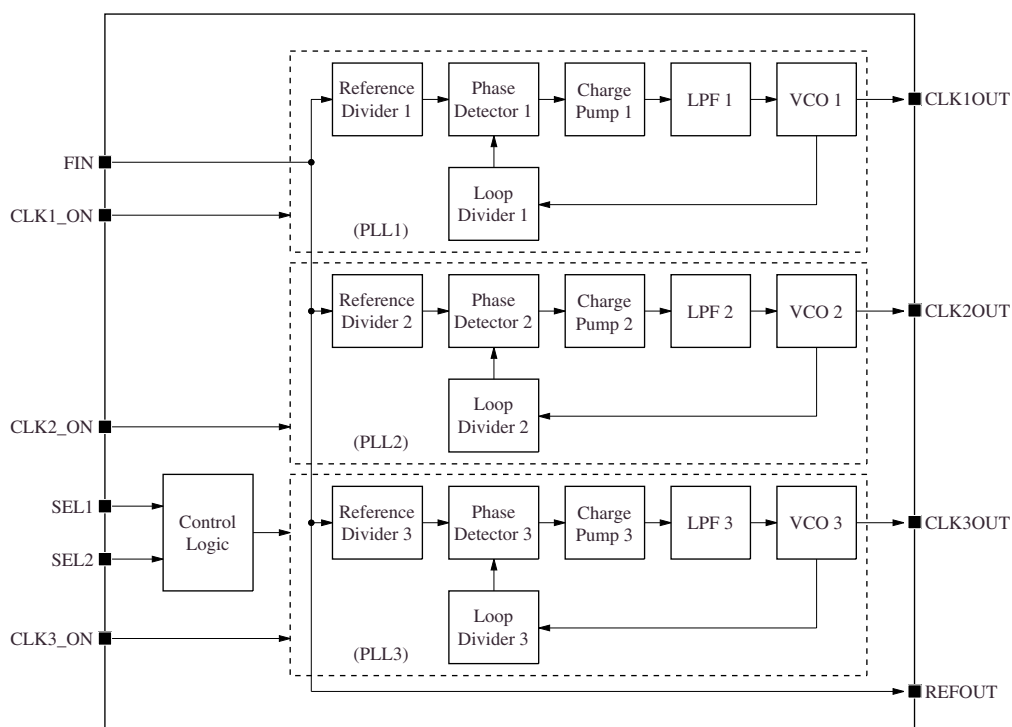 Reference
Divider 1
Phase
Detector 1
Charge
Pump 1
LPF 1
VCO 1
CLK1OUT
FIN
Loop
Divider 1
CLK1_ON
(PLL1)
Reference
Divider 2
Phase
Detector 2
Charge
Pump 2
LPF 2
VCO 2
CLK2OUT
Loop
Divider 2
CLK2_ON
(PLL2)
SEL1
SEL2
Control
Logic
Reference
Divider 3
Phase
Detector 3
Charge
Pump 3
LPF 3
VCO 3
CLK3OUT
Loop
Divider 3
CLK3_ON
(PLL3)
REFOUT